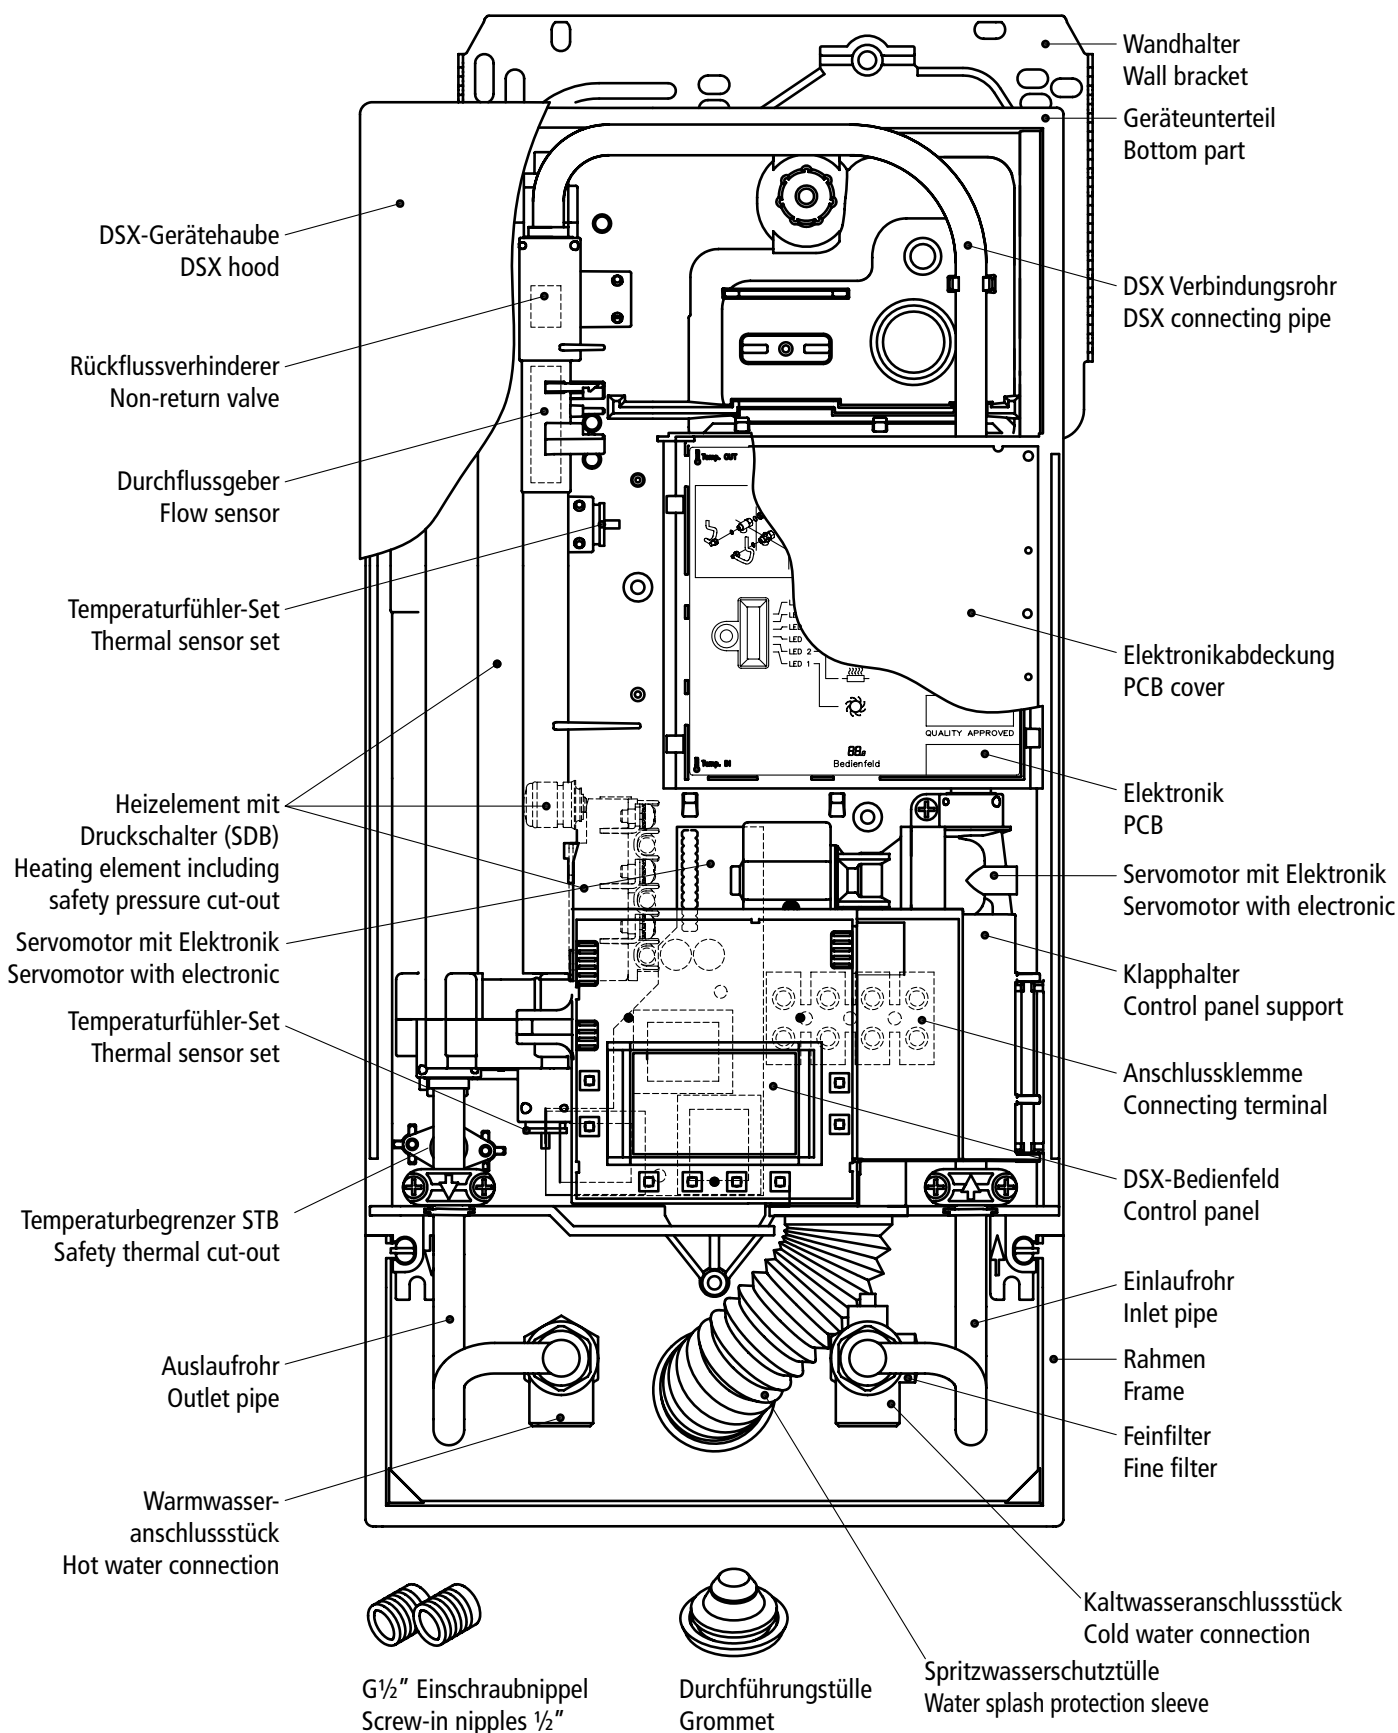 Wandhalter
Wall bracket
Geräteunterteil
Bottom part
DSX-Gerätehaube
DSX hood
DSX Verbindungsrohr
DSX connecting pipe
Rückflussverhinderer
Non-return valve
Durchflussgeber
Flow sensor
Temp. OUT
Temperaturfühler-Set
Thermal sensor set
LED
LED
LED
LED 2
LED 1
Elektronikabdeckung
PCB cover
QUALITY APPROVED
88.
Bedienfeld
Temp. IN
Elektronik
PCB
Heizelement mit
Druckschalter (SDB)
Heating element including
safety pressure cut-out
Servomotor mit Elektronik
Servomotor with electronic
Servomotor mit Elektronik
Servomotor with electronic
Klapphalter
Control panel support
Temperaturfühler-Set
Thermal sensor set
Anschlussklemme
Connecting terminal
DSX-Bedienfeld
Control panel
Temperaturbegrenzer STB
Safety thermal cut-out
Einlaufrohr
Inlet pipe
Auslaufrohr
Outlet pipe
Rahmen
Frame
Feinfilter
Fine filter
Warmwasser-
anschlussstück
Hot water connection
Kaltwasseranschlussstück
Cold water connection
Spritzwasserschutztülle
Water splash protection sleeve
G½" Einschraubnippel
Screw-in nipples ½"
Durchführungstülle
Grommet